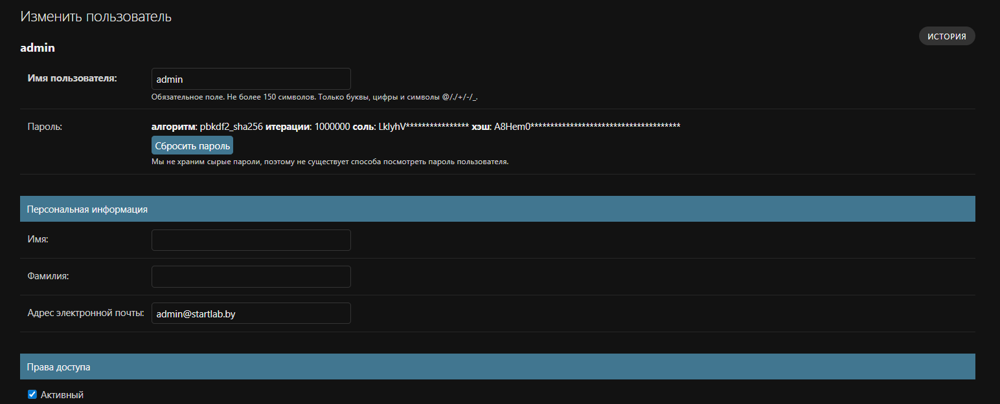 Изменить пользователь
ИСТОРИЯ
admin
Имя пользователя: admin
Обязательное поле. Не более 150 символов. Только буквы, цифры и символы @/./+/-/_.
Пароль: алгоритм: pbkdf2_sha256 итерации: 1000000 соль: LkIyhV**************** хэш: A8Hem0**************************************
Сбросить пароль
Мы не храним сырые пароли, поэтому не существует способа посмотреть пароль пользователя.
Персональная информация
Имя:
Фамилия:
Адрес электронной почты: admin@startlab.by
Права доступа
Активный